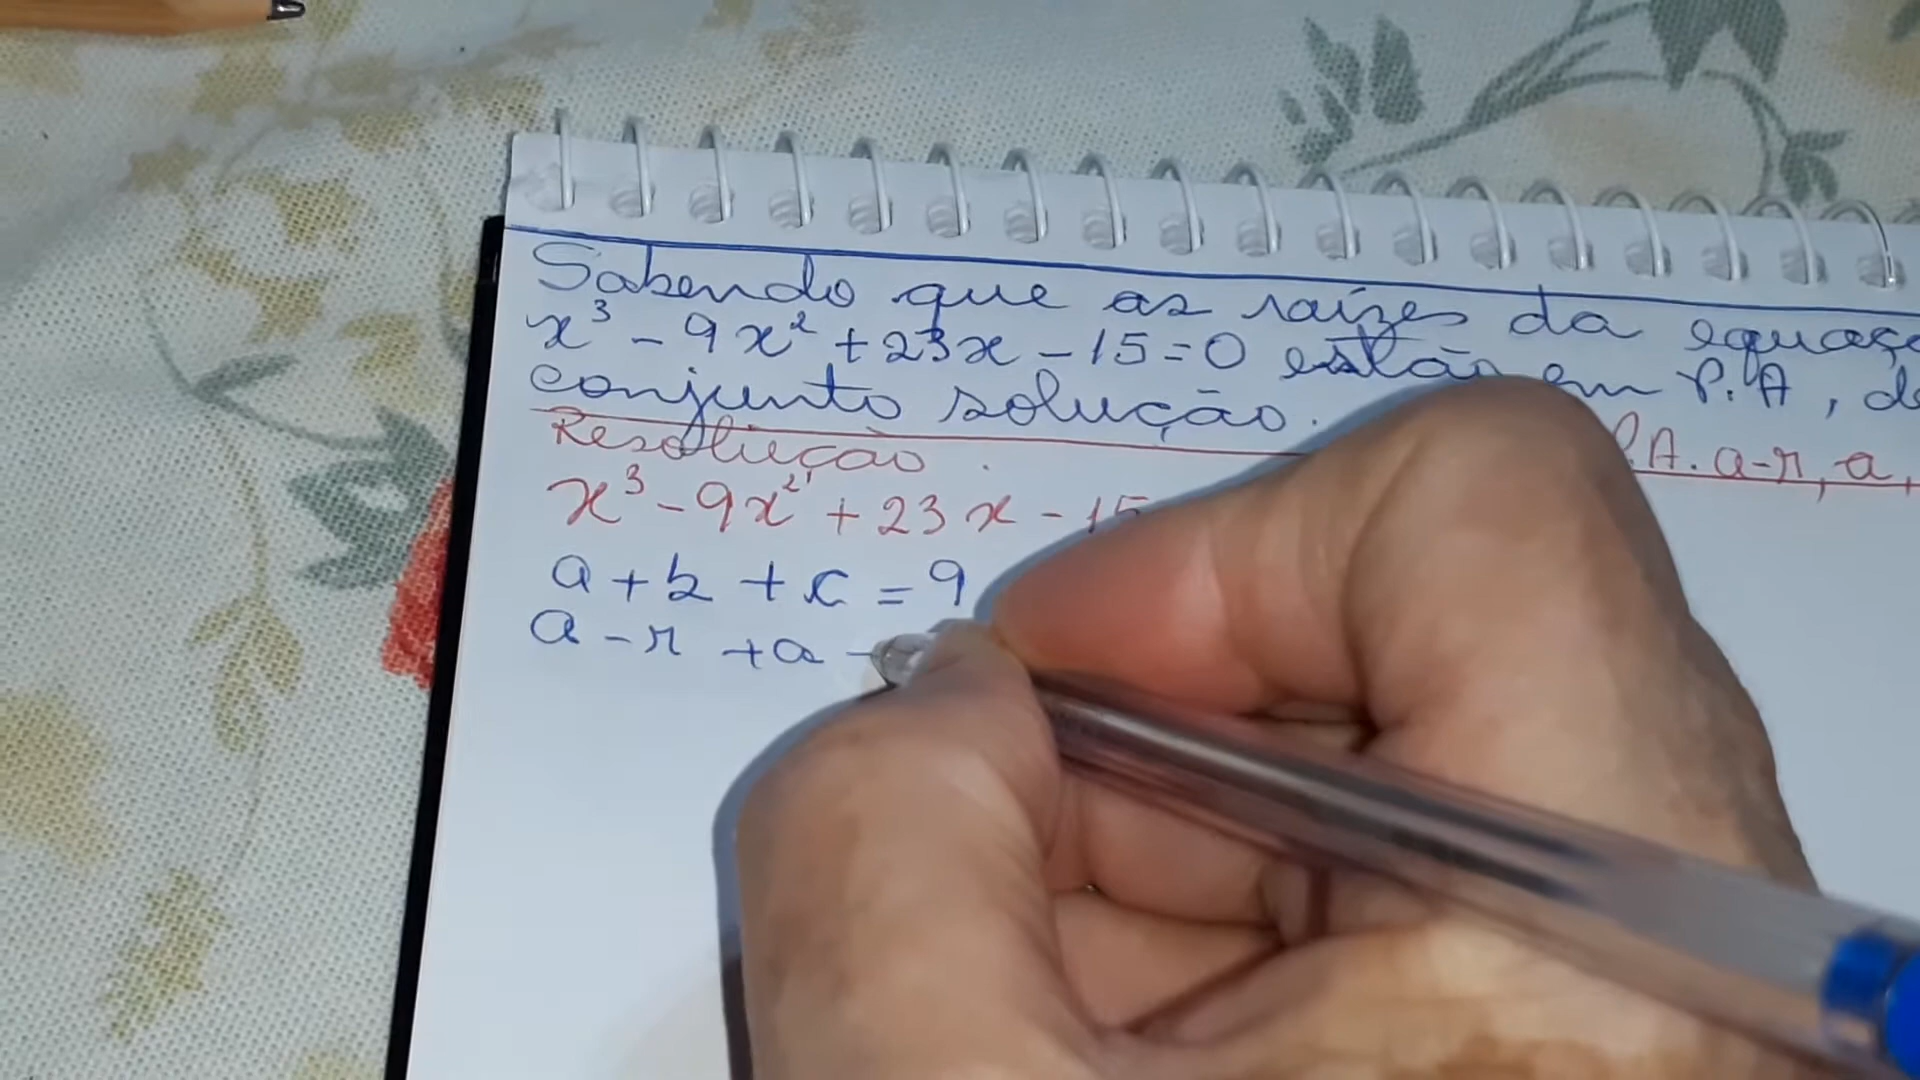 Sabendo que as raízes da equaç
x³ - 9x² + 23x - 15 = 0 estão em P.A, de
conjunto solução.
Resolução. P.A. a-r, a,
x³ - 9x² + 23x - 15
a + b + c = 9
a - r + a -